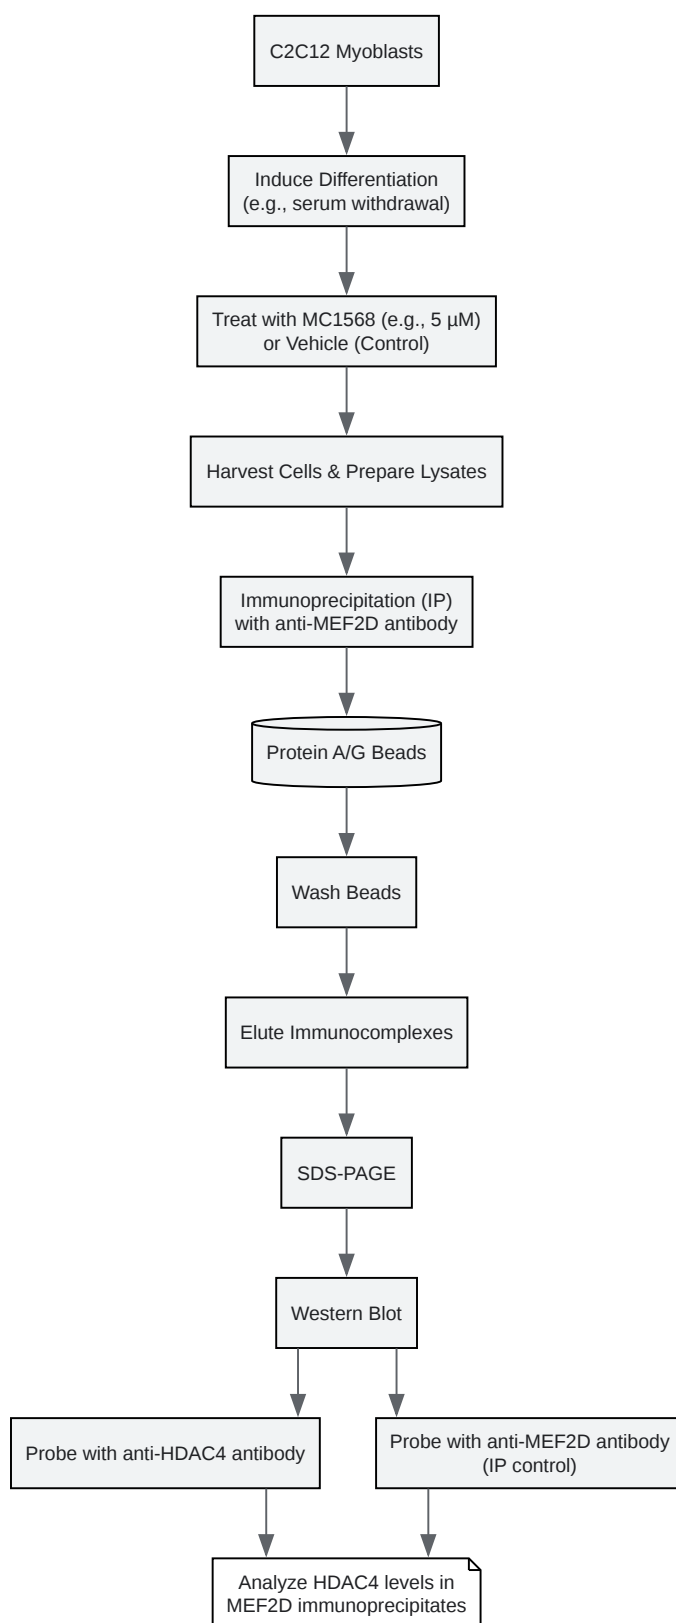 C2C12 Myoblasts
Induce Differentiation
(e.g., serum withdrawal)
Treat with MC1568 (e.g., 5 µM)
or Vehicle (Control)
Harvest Cells & Prepare Lysates
Immunoprecipitation (IP)
with anti-MEF2D antibody
Protein A/G Beads
Wash Beads
Elute Immunocomplexes
SDS-PAGE
Western Blot
Probe with anti-HDAC4 antibody
Probe with anti-MEF2D antibody
(IP control)
Analyze HDAC4 levels in
MEF2D immunoprecipitates